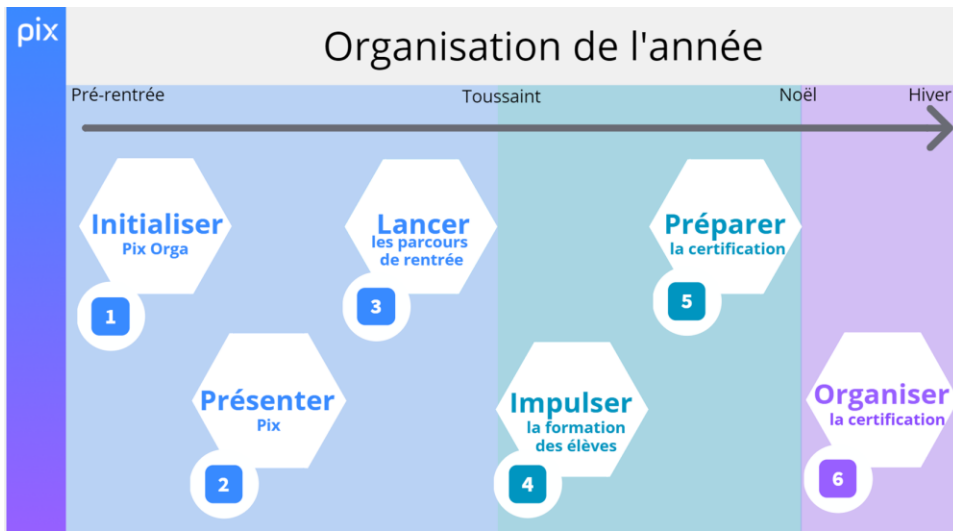 pix
Organisation de l'année
Pré-rentrée
Toussaint
Noël
Hiver
Initialiser
Pix Orga
1
Présenter
Pix
2
Lancer
les parcours
de rentrée
3
Impulser
la formation
des élèves
4
Préparer
la certification
5
Organiser
la certification
6